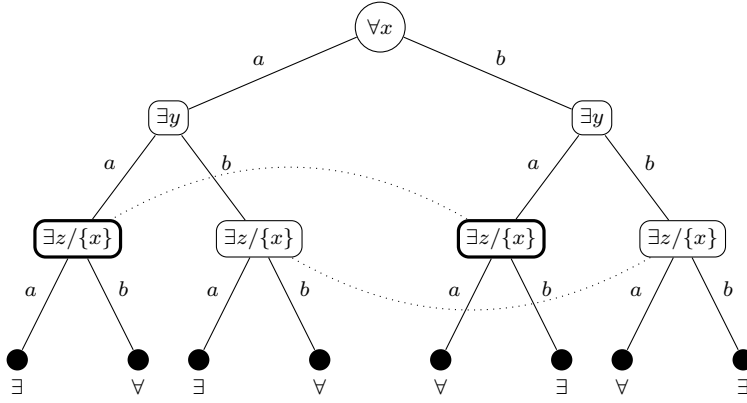 ∀x
a b
∃y ∃y
a b a b
∃z/{x} ∃z/{x} ∃z/{x} ∃z/{x}
a b a b a b a b
∃ ∀ ∃ ∀ ∀ ∃ ∀ ∃